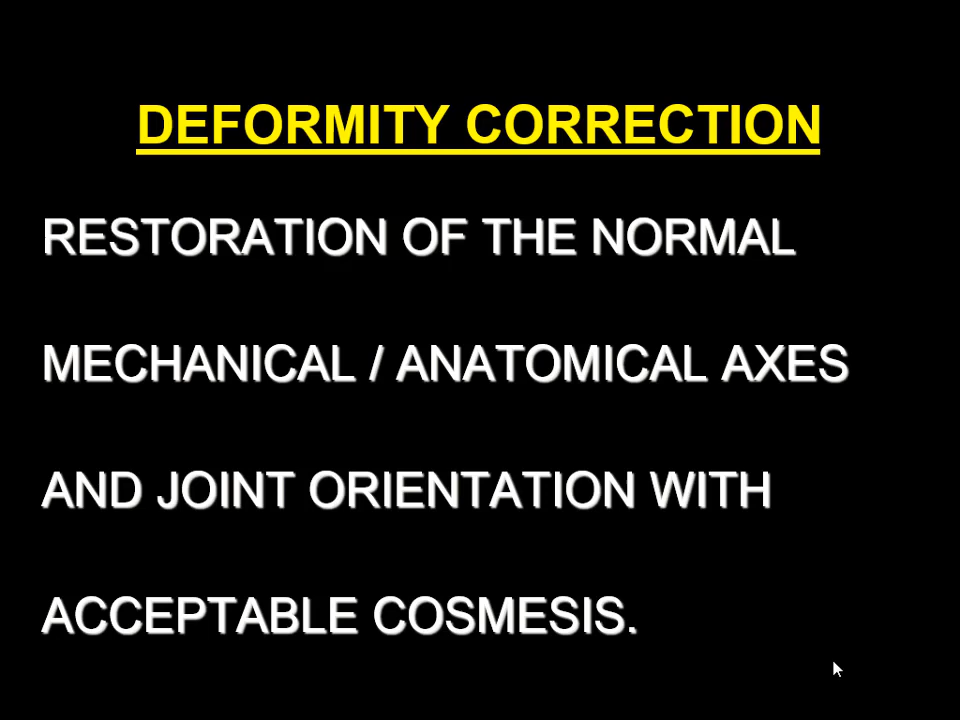 DEFORMITY CORRECTION
RESTORATION OF THE NORMAL
MECHANICAL / ANATOMICAL AXES
AND JOINT ORIENTATION WITH
ACCEPTABLE COSMESIS.